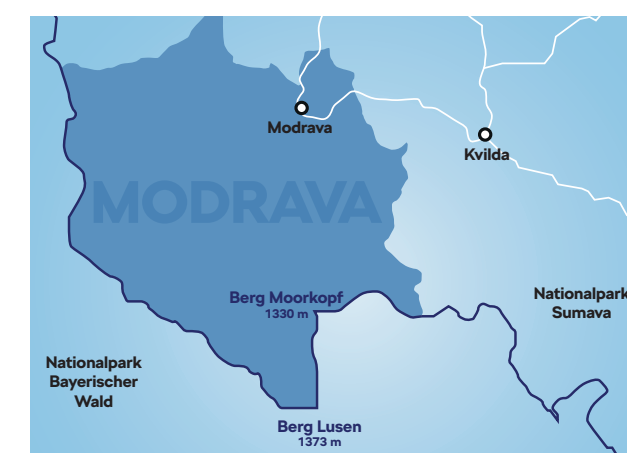 Modrava
Kvilda
MODRAVA
Berg Moorkopf
1330 m
Nationalpark
Sumava
Nationalpark
Bayerischer
Wald
Berg Lusen
1373 m